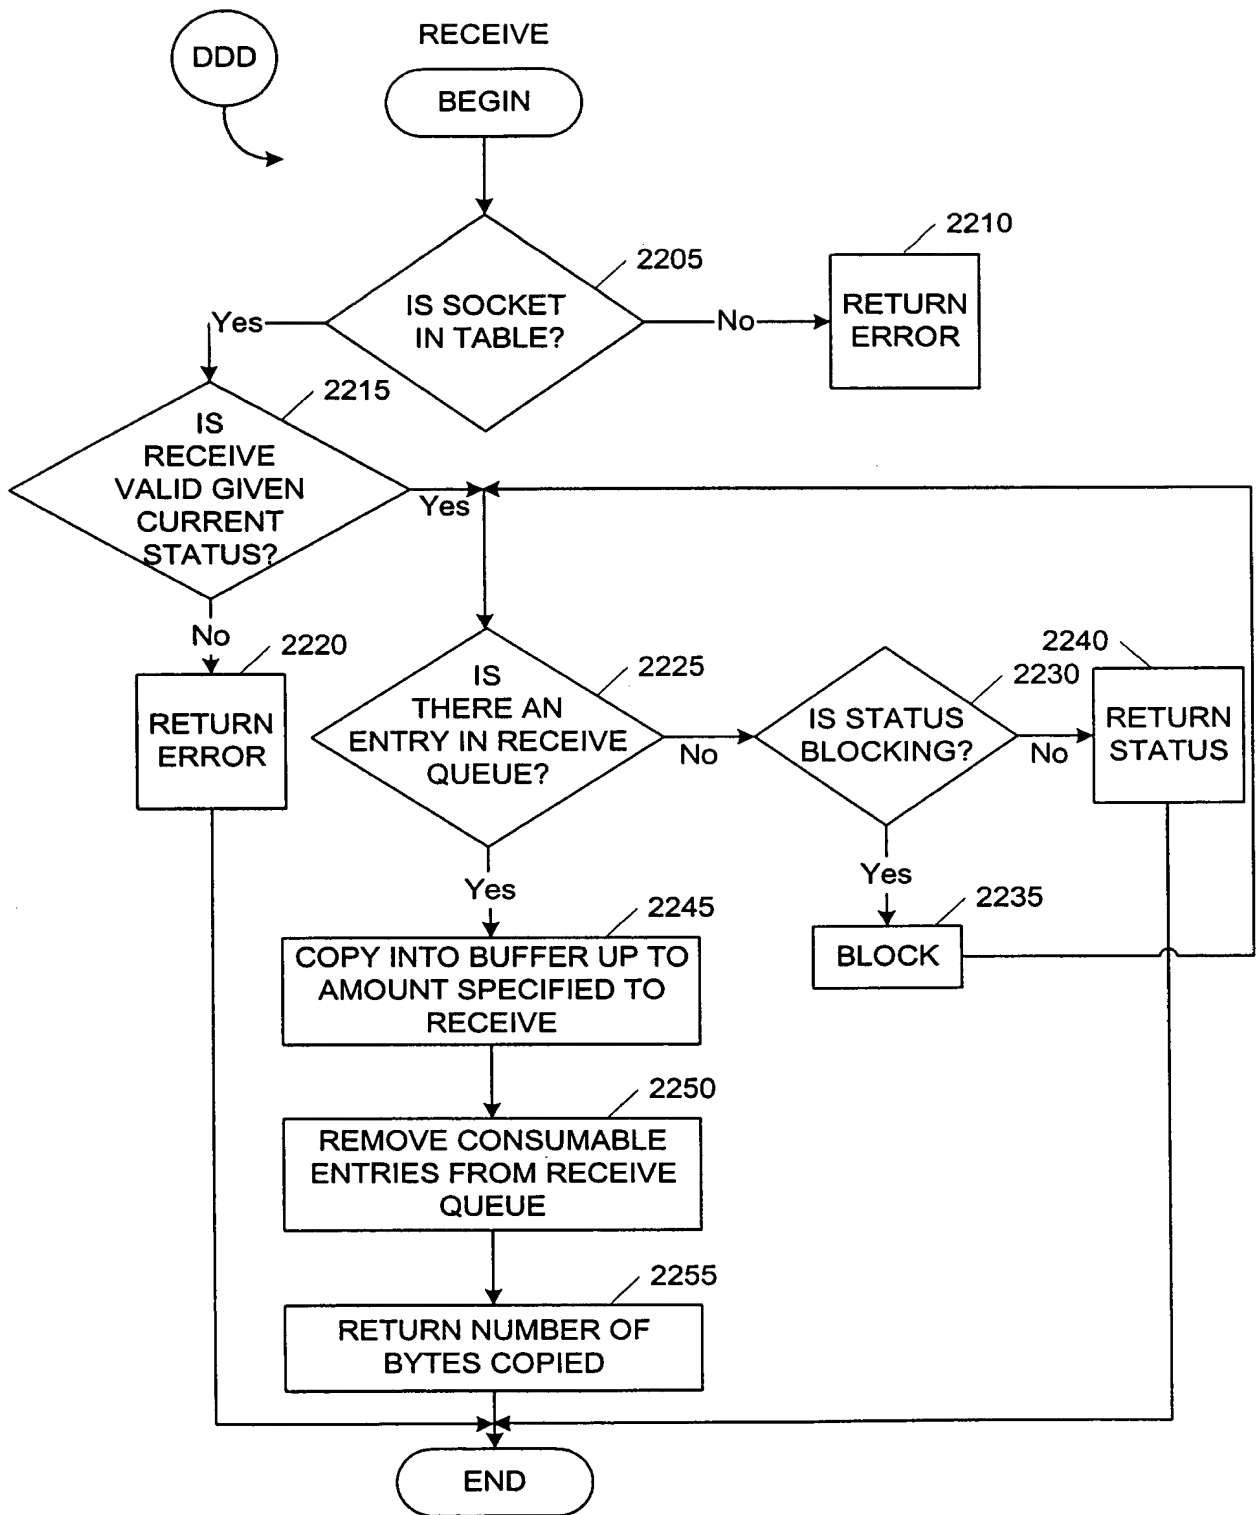 DDD
RECEIVE
BEGIN
2205
IS SOCKET
IN TABLE?
Yes
No
2210
RETURN
ERROR
2215
IS
RECEIVE
VALID GIVEN
CURRENT
STATUS?
Yes
No
2220
RETURN
ERROR
2225
IS
THERE AN
ENTRY IN RECEIVE
QUEUE?
No
2230
IS STATUS
BLOCKING?
No
2240
RETURN
STATUS
Yes
2235
BLOCK
Yes
2245
COPY INTO BUFFER UP TO
AMOUNT SPECIFIED TO
RECEIVE
2250
REMOVE CONSUMABLE
ENTRIES FROM RECEIVE
QUEUE
2255
RETURN NUMBER OF
BYTES COPIED
END